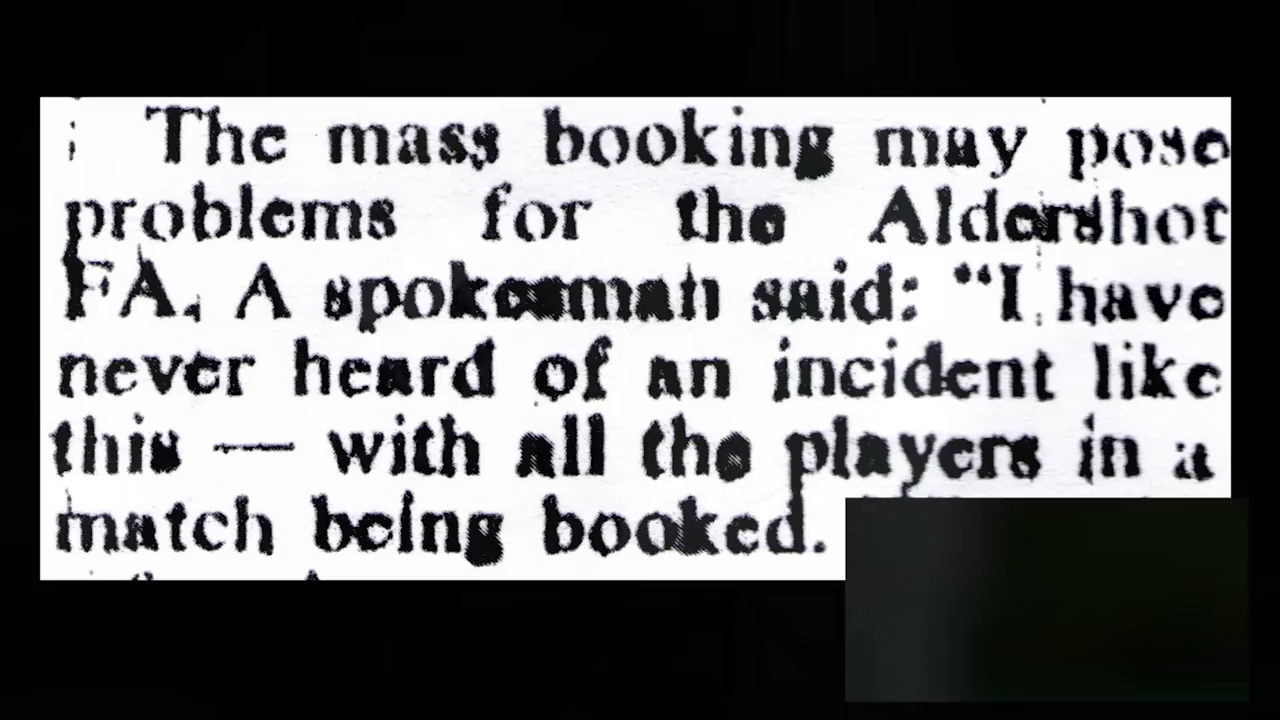 The mass booking may pose
problems for the Aldershot
FA. A spokesman said: “I have
never heard of an incident like
this — with all the players in a
match being booked.